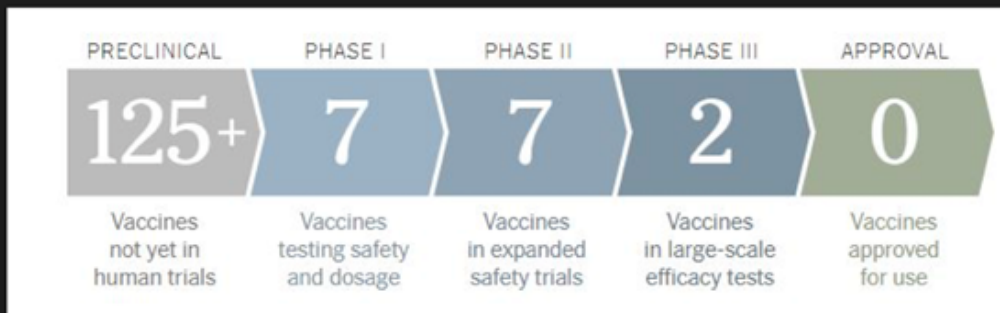 PRECLINICAL PHASE I PHASE II PHASE III APPROVAL
125+ 7 7 2 0
Vaccines
not yet in
human trials
Vaccines
testing safety
and dosage
Vaccines
in expanded
safety trials
Vaccines
in large-scale
efficacy tests
Vaccines
approved
for use